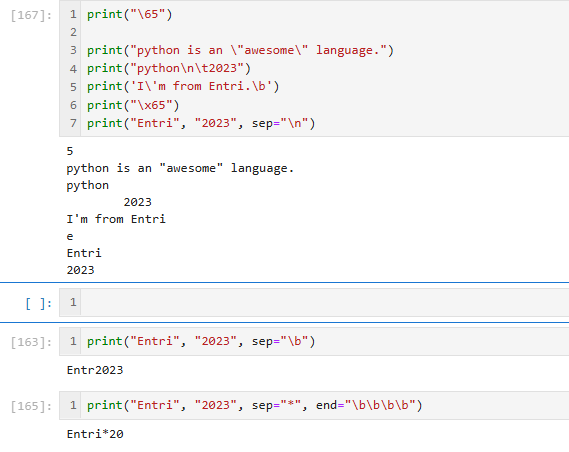 [167]: 1 print("\65")
2
3 print("python is an \"awesome\" language.")
4 print("python\n\t2023")
5 print('I\'m from Entri.\b')
6 print("\x65")
7 print("Entri", "2023", sep="\n")
5
python is an "awesome" language.
python
2023
I'm from Entri
e
Entri
2023
[ ]: 1
[163]: 1 print("Entri", "2023", sep="\b")
Entr2023
[165]: 1 print("Entri", "2023", sep="*", end="\b\b\b\b")
Entri*20